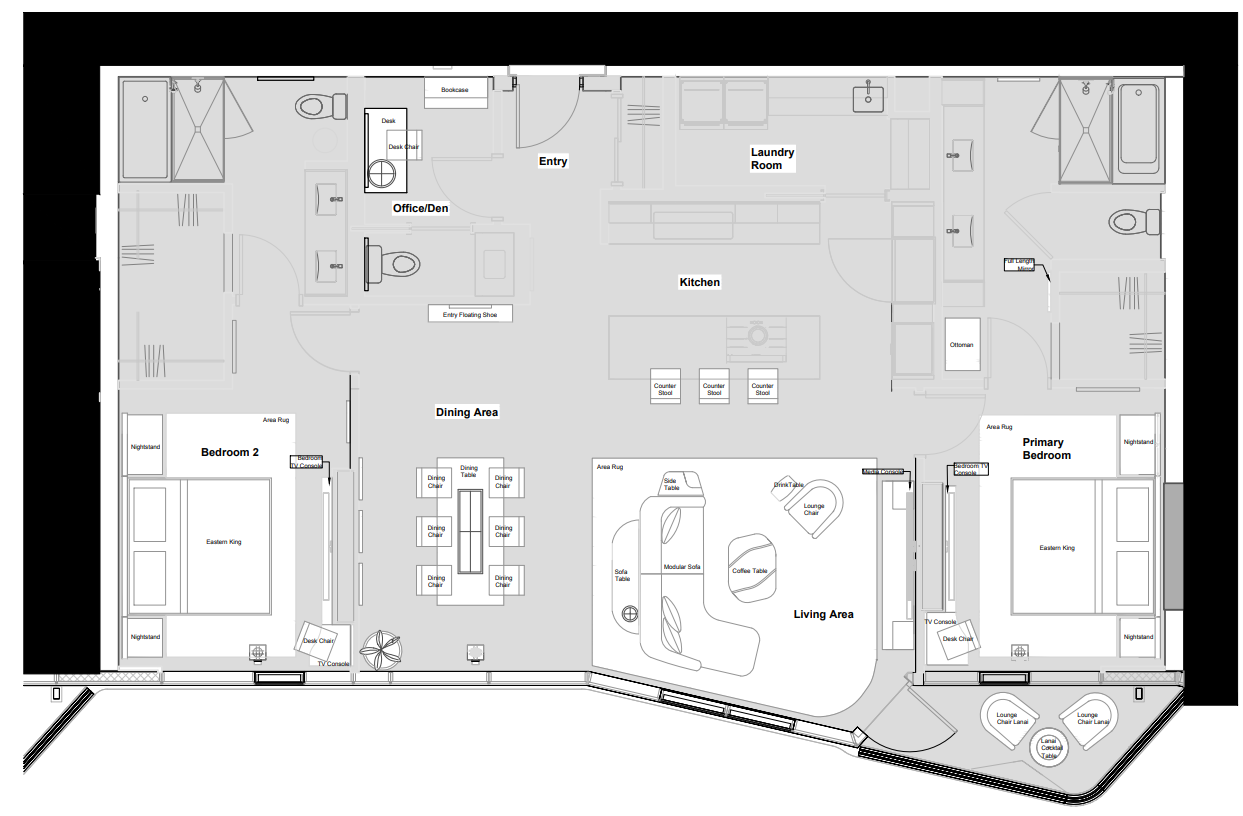 Bookcase
Desk
Desk Chair
Entry
Laundry
Room
Office/Den
Full Length
Mirror
Kitchen
Entry Floating Shoe
Ottoman
Counter
Stool
Counter
Stool
Counter
Stool
Dining Area
Area Rug
Bedroom 2
Nightstand
Bedroom
TV Console
Eastern King
Nightstand
Desk Chair
TV Console
Dining
Table
Dining
Chair
Dining
Chair
Dining
Chair
Dining
Chair
Dining
Chair
Dining
Chair
Area Rug
Side
Table
DrinkTable
Lounge
Chair
Media Console
Sofa
Table
Modular Sofa
Coffee Table
Living Area
Area Rug
Primary
Bedroom
Nightstand
Bedroom TV
Console
Eastern King
TV Console
Desk Chair
Nightstand
Lounge
Chair Lanai
Lounge
Chair Lanai
Lanai
Cocktail
Table